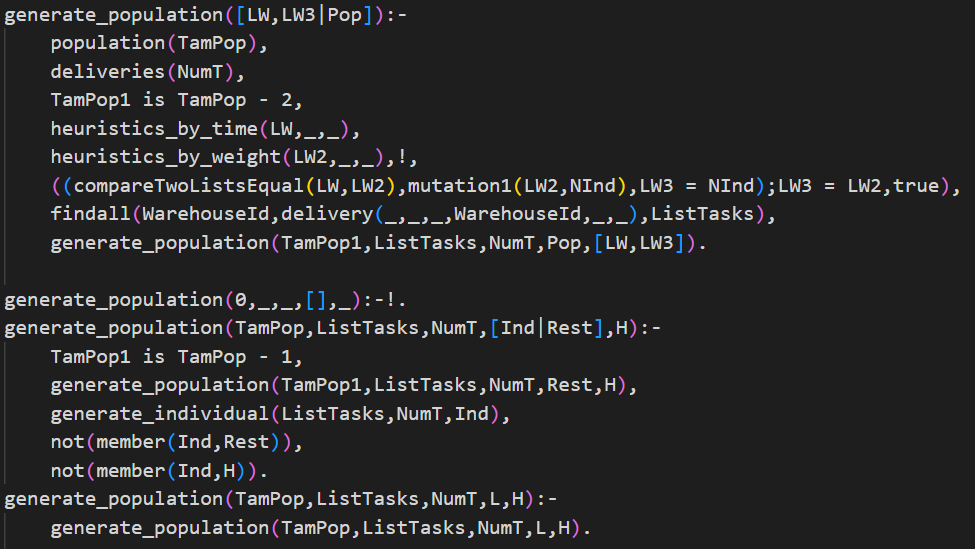 generate_population([LW,LW3|Pop]):-
    population(TamPop),
    deliveries(NumT),
    TamPop1 is TamPop - 2,
    heuristics_by_time(LW,_,_),
    heuristics_by_weight(LW2,_,_),!,
    ((compareTwoListsEqual(LW,LW2),mutation1(LW2,NInd),LW3 = NInd);LW3 = LW2,true),
    findall(WarehouseId,delivery(_,_,_,WarehouseId,_,_),ListTasks),
    generate_population(TamPop1,ListTasks,NumT,Pop,[LW,LW3]).

generate_population(0,_,_,[],_):-!.
generate_population(TamPop,ListTasks,NumT,[Ind|Rest],H):-
    TamPop1 is TamPop - 1,
    generate_population(TamPop1,ListTasks,NumT,Rest,H),
    generate_individual(ListTasks,NumT,Ind),
    not(member(Ind,Rest)),
    not(member(Ind,H)).
generate_population(TamPop,ListTasks,NumT,L,H):-
    generate_population(TamPop,ListTasks,NumT,L,H).